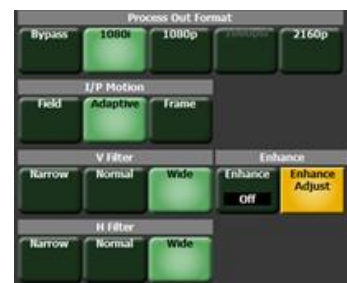 Process Out Format
Bypass 1080i 1080p 2160p
I/P Motion
Field Adaptive Frame
V Filter Enhance
Narrow Normal Wide Enhance Enhance
Adjust
Off
H Filter
Narrow Normal Wide